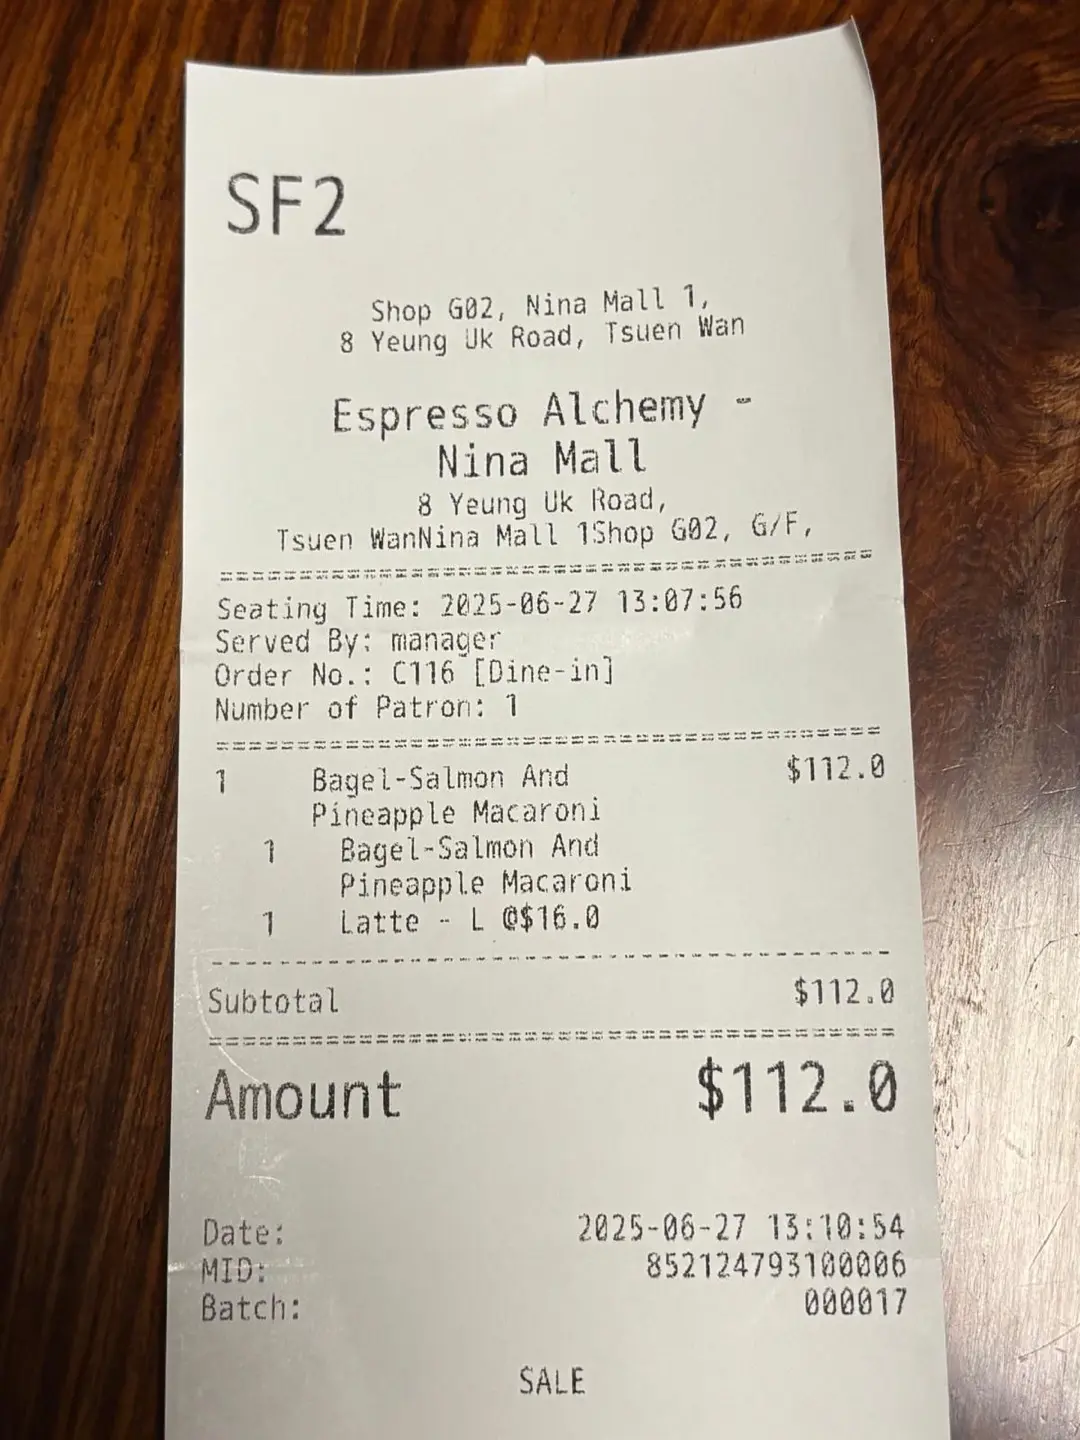 SF2
Shop G02, Nina Mall 1,
8 Yeung Uk Road, Tsuen Wan
Espresso Alchemy -
Nina Mall
8 Yeung Uk Road,
Tsuen WanNina Mall 1Shop G02, G/F,
Seating Time: 2025-06-27 13:07:56
Served By: manager
Order No.: C116 [Dine-in]
Number of Patron: 1
1 Bagel-Salmon And $112.0
Pineapple Macaroni
1 Bagel-Salmon And
Pineapple Macaroni
1 Latte - L @$16.0
Subtotal $112.0
Amount $112.0
Date: 2025-06-27 13:10:54
MID: 852124793100006
Batch: 000017
SALE